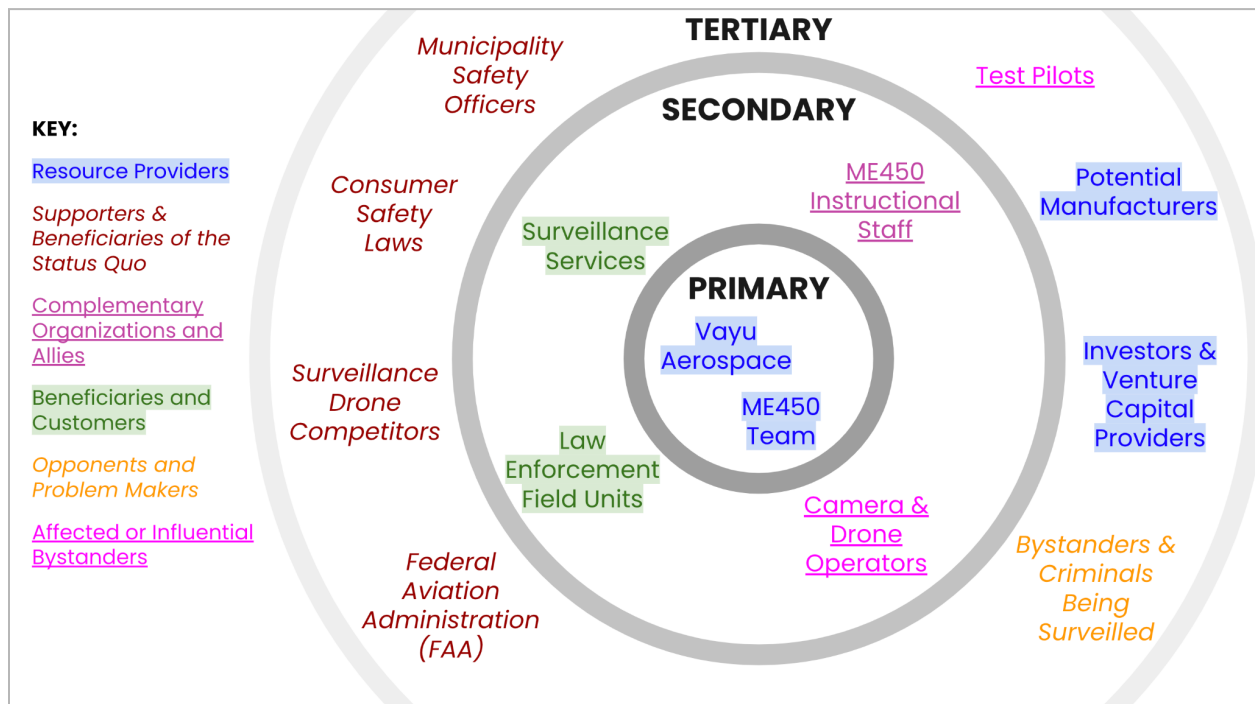 TERTIARY
Municipality
Safety
Officers
Test Pilots
SECONDARY
KEY:
Resource Providers
Supporters &
Beneficiaries of the
Status Quo
Complementary
Organizations and
Allies
Beneficiaries and
Customers
Opponents and
Problem Makers
Affected or Influential
Bystanders
Consumer
Safety
Laws
ME450
Instructional
Staff
Potential
Manufacturers
Surveillance
Services
PRIMARY
Vayu
Aerospace
ME450
Team
Surveillance
Drone
Competitors
Investors &
Venture
Capital
Providers
Law
Enforcement
Field Units
Camera &
Drone
Operators
Federal
Aviation
Administration
(FAA)
Bystanders &
Criminals
Being
Surveilled